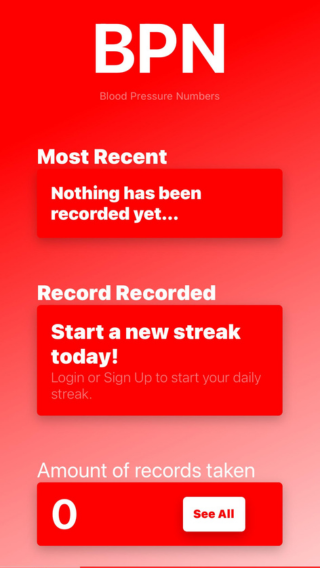 BPN
Blood Pressure Numbers
Most Recent
Nothing has been
recorded yet...
Record Recorded
Start a new streak
today!
Login or Sign Up to start your daily
streak.
Amount of records taken
0
See All